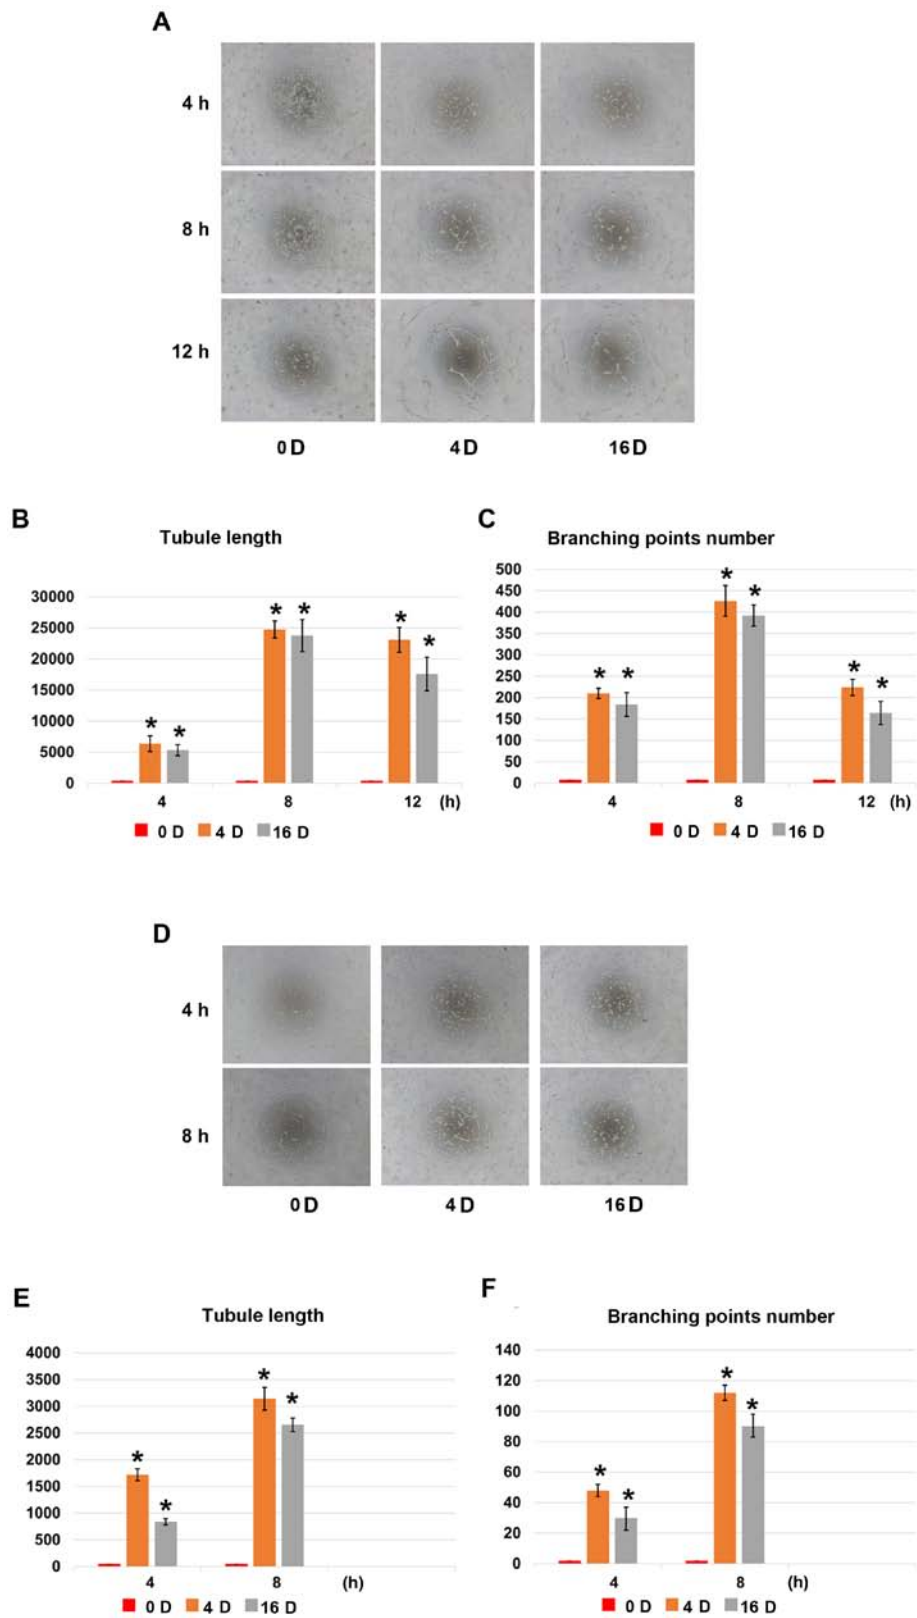 A
4 h
8 h
12 h
0 D 4 D 16 D
B
Tubule length
30000
25000
20000
15000
10000
5000
0
4 8 12 (h)
0 D 4 D 16 D
C
Branching points number
500
450
400
350
300
250
200
150
100
50
0
4 8 12 (h)
0 D 4 D 16 D
D
4 h
8 h
0 D 4 D 16 D
E
Tubule length
4000
3500
3000
2500
2000
1500
1000
500
0
4 8 (h)
0 D 4 D 16 D
F
Branching points number
140
120
100
80
60
40
20
0
4 8 (h)
0 D 4 D 16 D